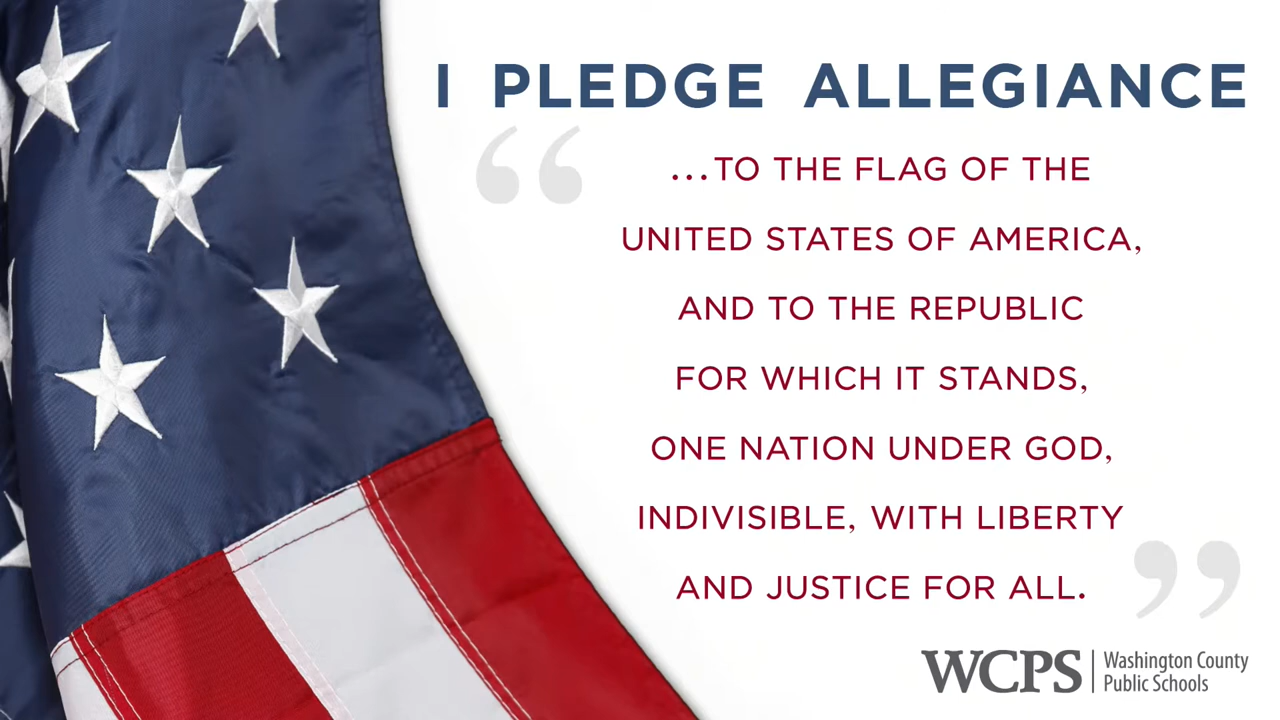 I PLEDGE ALLEGIANCE
“
...TO THE FLAG OF THE
UNITED STATES OF AMERICA,
AND TO THE REPUBLIC
FOR WHICH IT STANDS,
ONE NATION UNDER GOD,
INDIVISIBLE, WITH LIBERTY
AND JUSTICE FOR ALL.
”
WCPS | Washington County
Public Schools